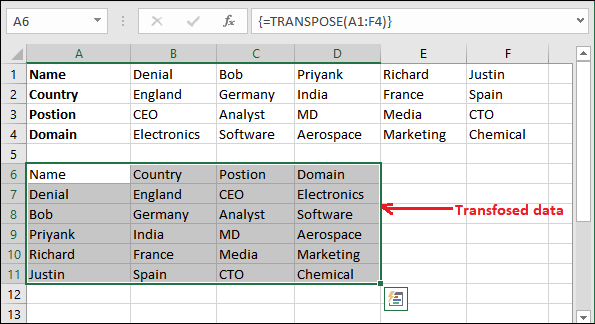 A6 fx {=TRANSPOSE(A1:F4)}
A B C D E F
1 Name Denial Bob Priyank Richard Justin
2 Country England Germany India France Spain
3 Postion CEO Analyst MD Media CTO
4 Domain Electronics Software Aerospace Marketing Chemical
5
6 Name Country Postion Domain
7 Denial England CEO Electronics
8 Bob Germany Analyst Software Transfosed data
9 Priyank India MD Aerospace
10 Richard France Media Marketing
11 Justin Spain CTO Chemical
12
13